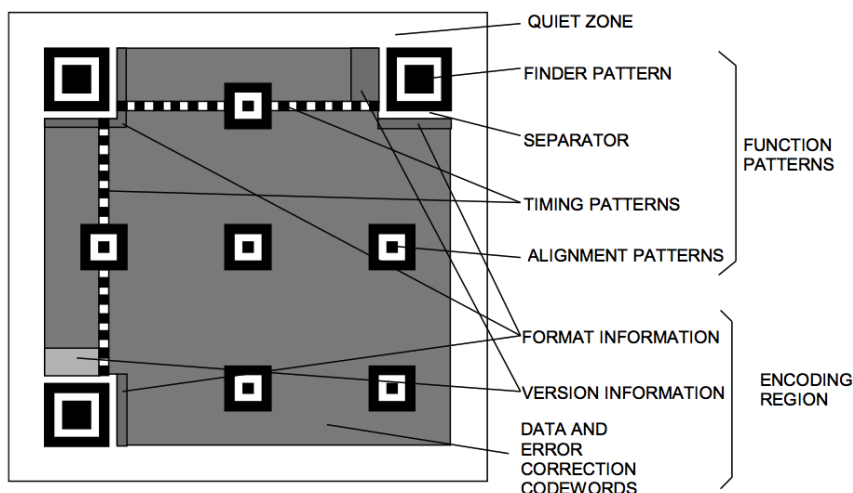 QUIET ZONE
FINDER PATTERN
SEPARATOR
FUNCTION
PATTERNS
TIMING PATTERNS
ALIGNMENT PATTERNS
FORMAT INFORMATION
VERSION INFORMATION
ENCODING
REGION
DATA AND
ERROR
CORRECTION
CODEWORDS